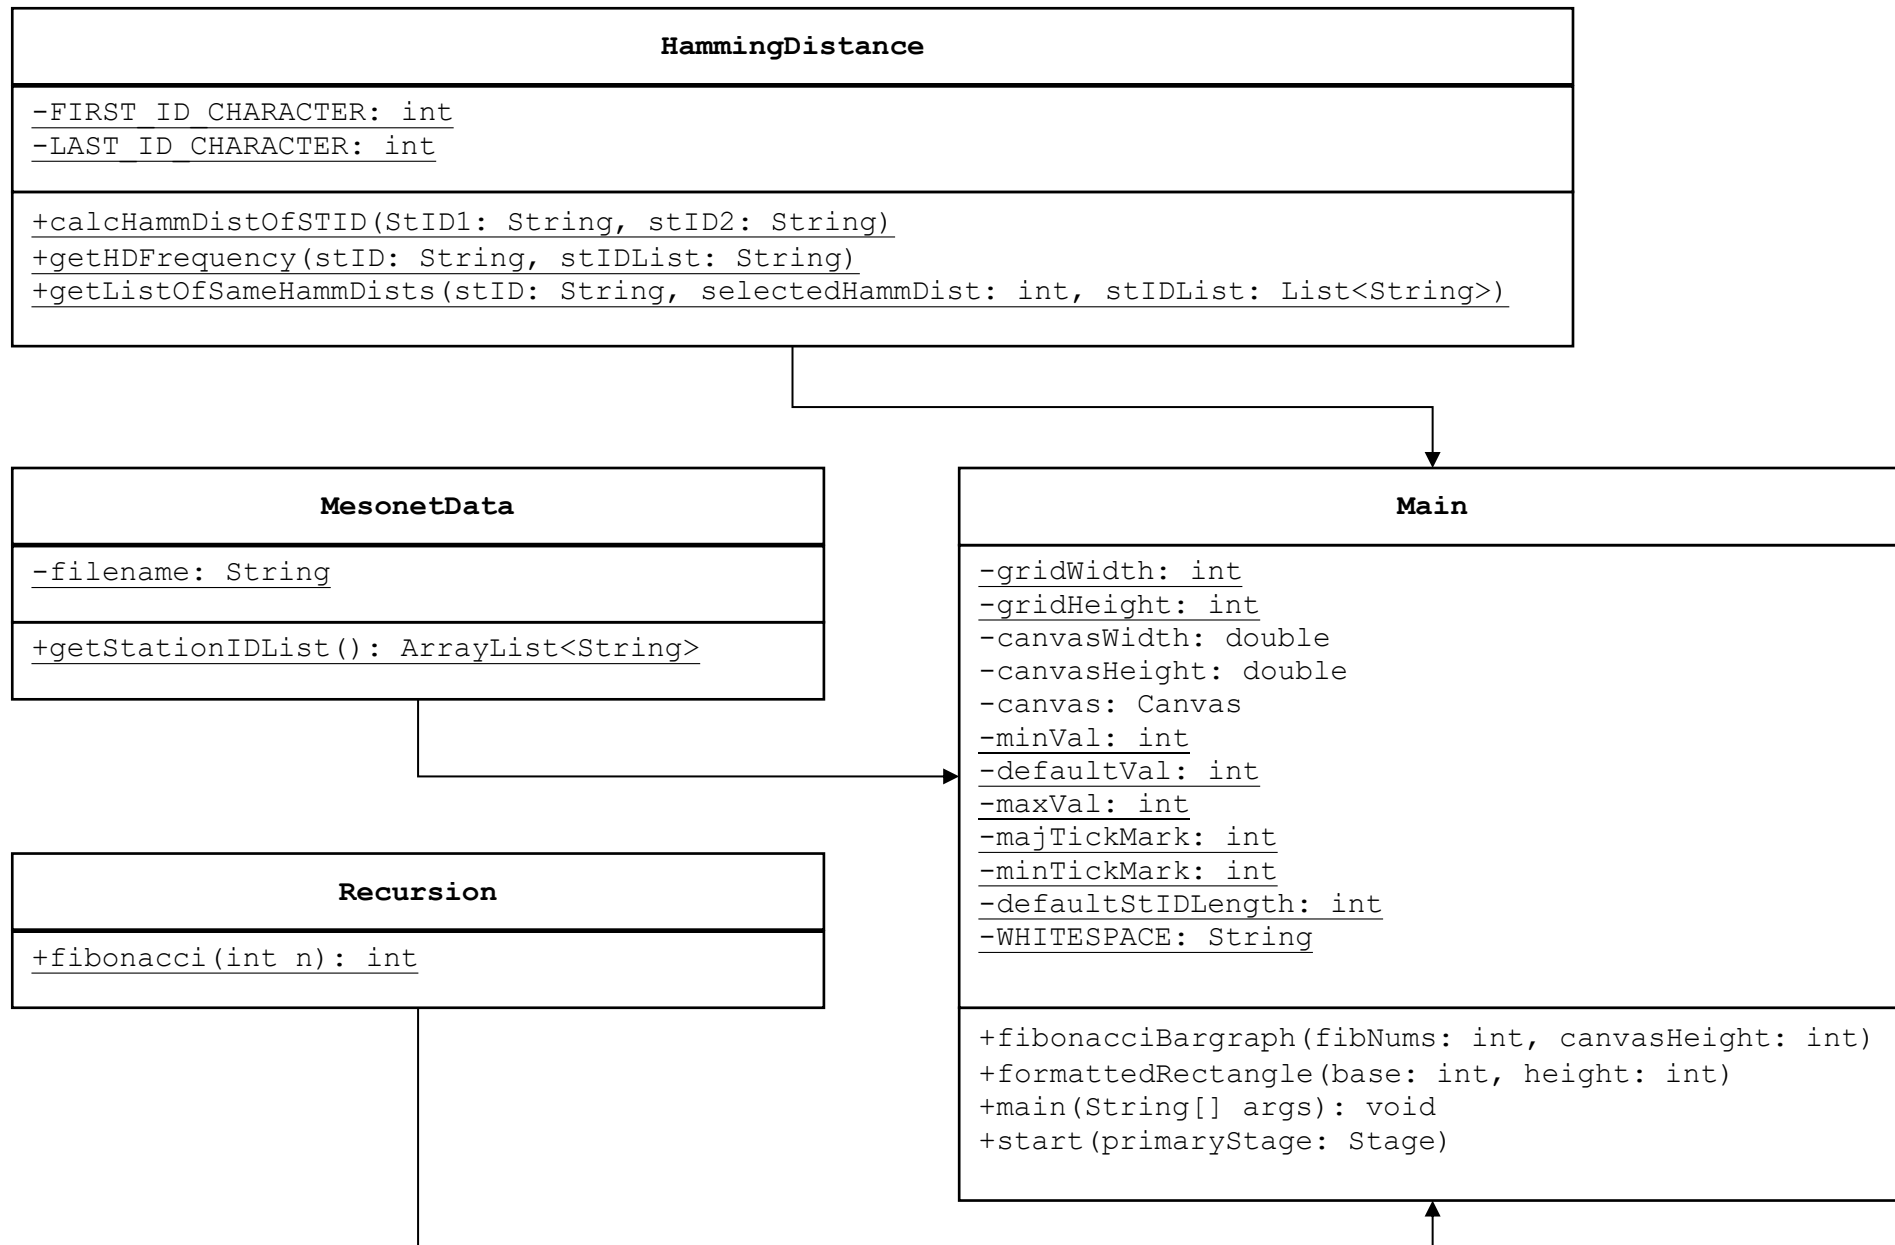 HammingDistance
-FIRST_ID_CHARACTER: int
-LAST_ID_CHARACTER: int
+calcHammDistOfSTID(StID1: String, stID2: String)
+getHDFrequency(stID: String, stIDList: String)
+getListOfSameHammDists(stID: String, selectedHammDist: int, stIDList: List<String>)
MesonetData
-filename: String
+getStationIDList(): ArrayList<String>
Recursion
+fibonacci(int n): int
Main
-gridWidth: int
-gridHeight: int
-canvasWidth: double
-canvasHeight: double
-canvas: Canvas
-minVal: int
-defaultVal: int
-maxVal: int
-majTickMark: int
-minTickMark: int
-defaultStIDLength: int
-WHITESPACE: String
+fibonacciBargraph(fibNums: int, canvasHeight: int)
+formattedRectangle(base: int, height: int)
+main(String[] args): void
+start(primaryStage: Stage)